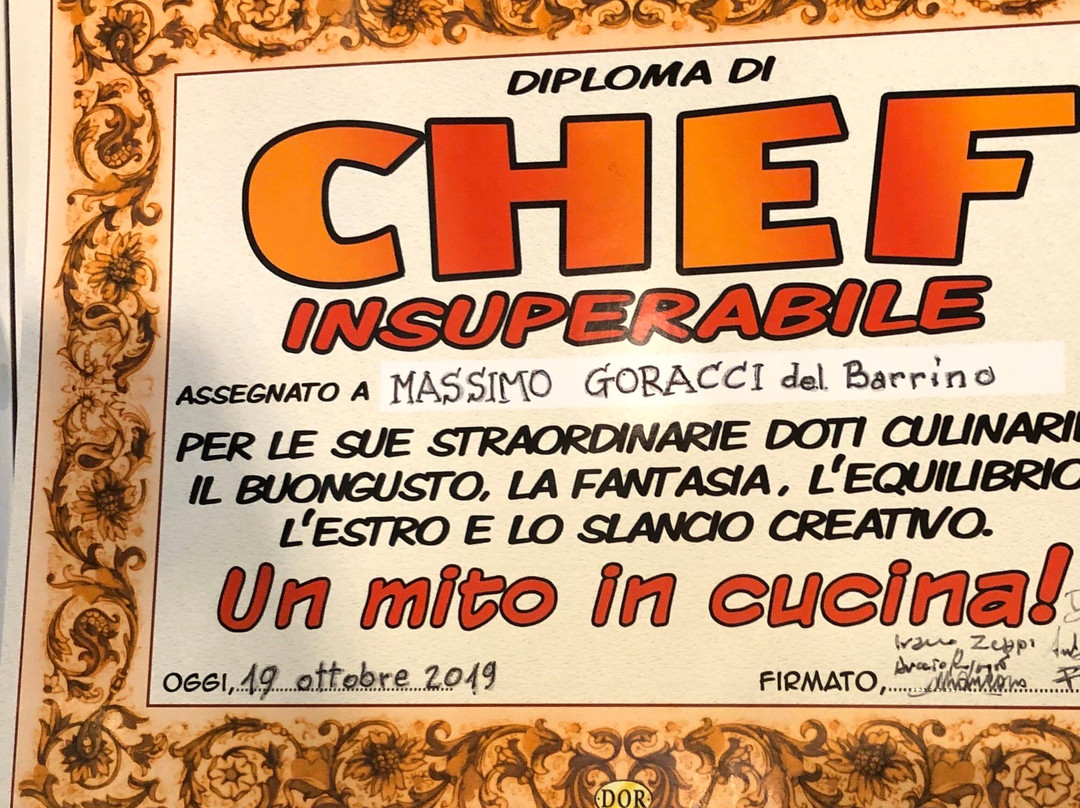 DIPLOMA DI
CHEF
INSUPERABILE
ASSEGNATO A MASSIMO GORACCI del Barrino
PER LE SUE STRAORDINARIE DOTI CULINARIE
IL BUONGUSTO, LA FANTASIA, L'EQUILIBRIO
L'ESTRO E LO SLANCIO CREATIVO.
Un mito in cucina!
OGGI, 19 ottobre 2019
Zeppi
FIRMATO,
DOR